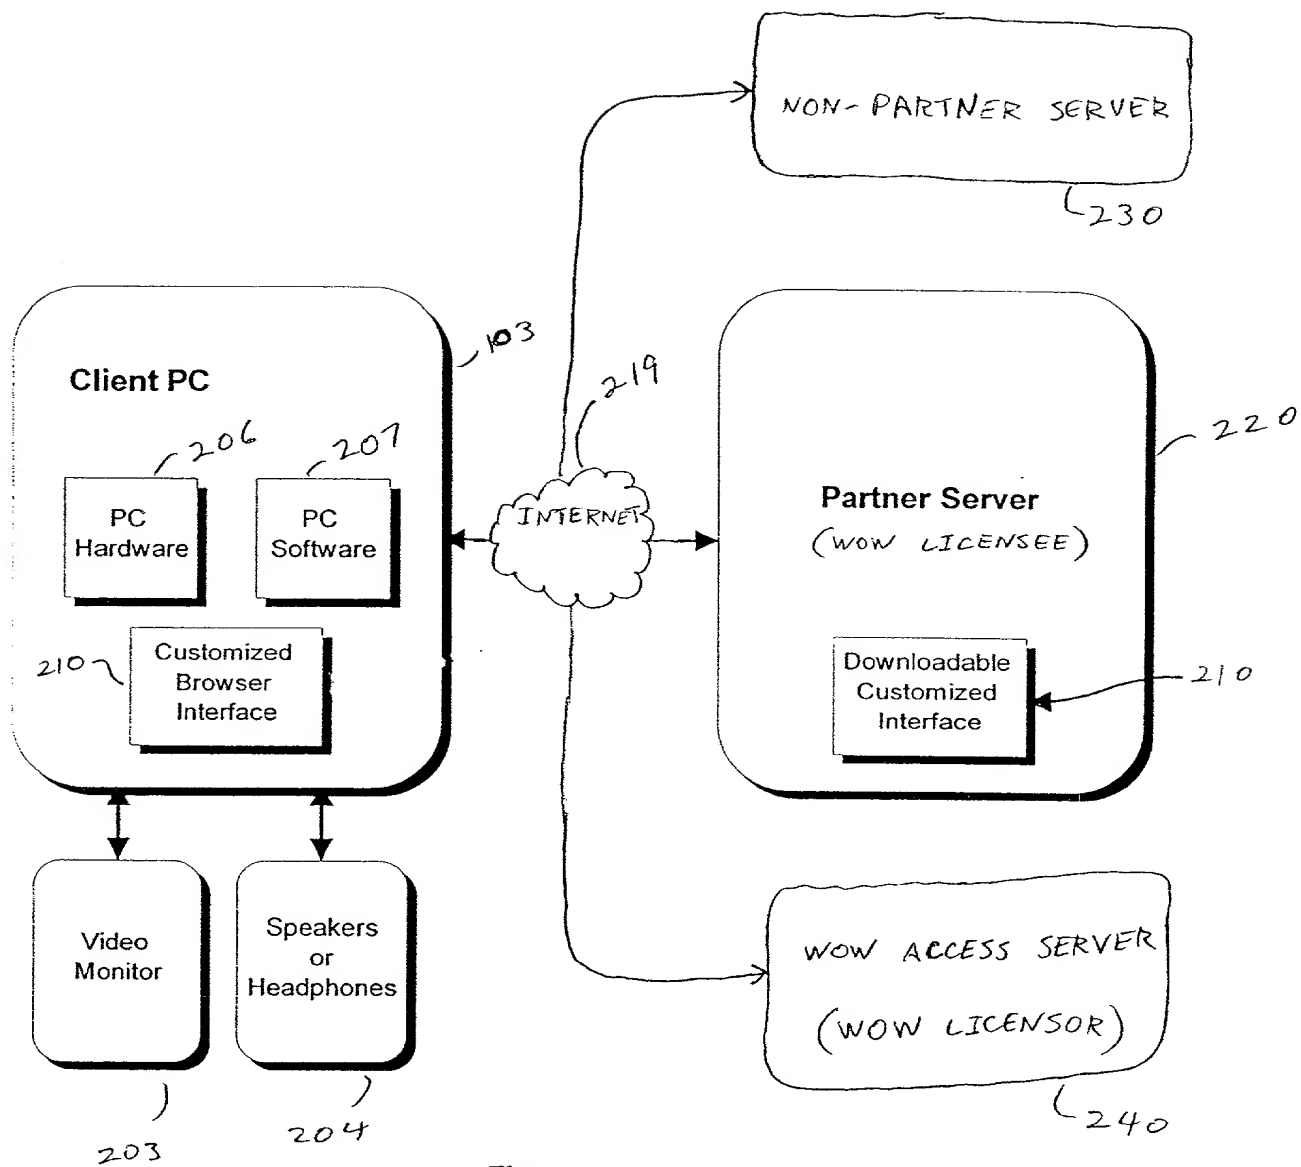 NON-PARTNER SERVER
230
103
Client PC
219
206
207
220
PC
Hardware
PC
Software
INTERNET
Partner Server
(WOW LICENSEE)
210
Customized
Browser
Interface
Downloadable
Customized
Interface
210
Video
Monitor
Speakers
or
Headphones
WOW ACCESS SERVER
(WOW LICENSOR)
203
204
240